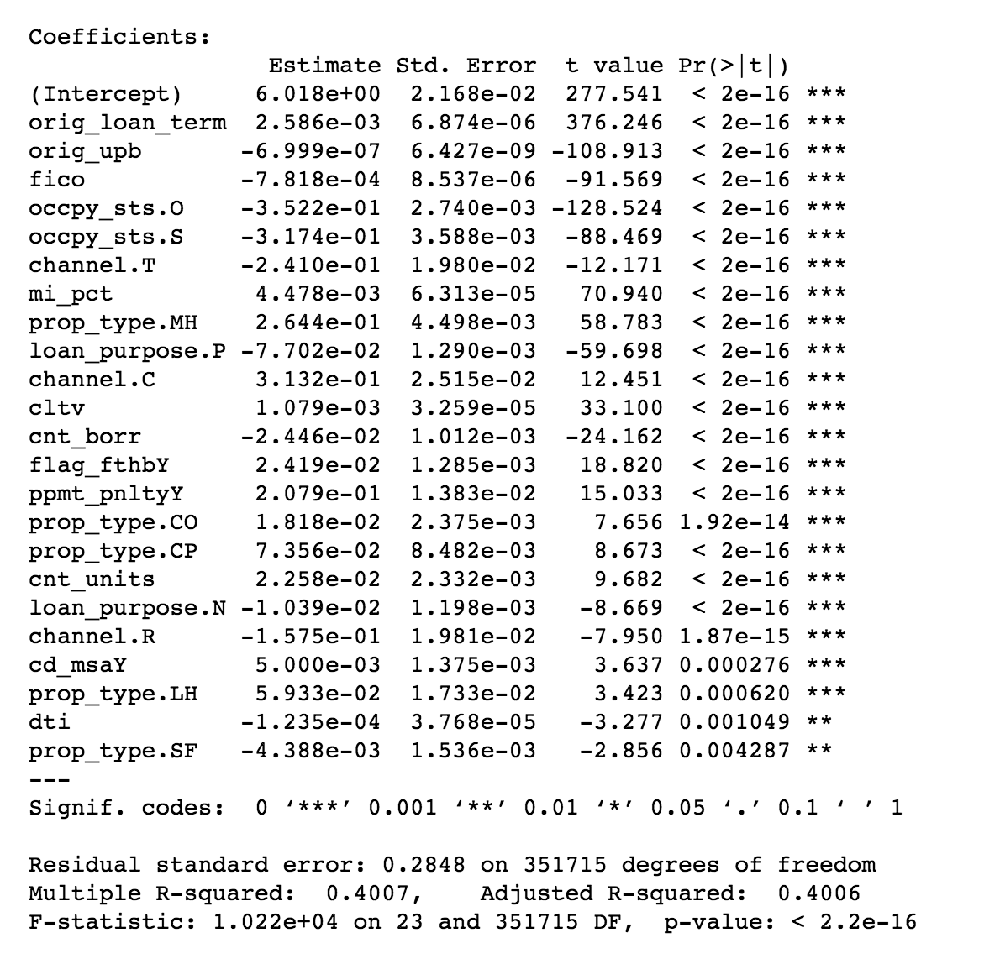 Coefficients:
Estimate Std. Error t value Pr(>|t|)
(Intercept) 6.018e+00 2.168e-02 277.541 < 2e-16 ***
orig_loan_term 2.586e-03 6.874e-06 376.246 < 2e-16 ***
orig_upb -6.999e-07 6.427e-09 -108.913 < 2e-16 ***
fico -7.818e-04 8.537e-06 -91.569 < 2e-16 ***
occpy_sts.O -3.522e-01 2.740e-03 -128.524 < 2e-16 ***
occpy_sts.S -3.174e-01 3.588e-03 -88.469 < 2e-16 ***
channel.T -2.410e-01 1.980e-02 -12.171 < 2e-16 ***
mi_pct 4.478e-03 6.313e-05 70.940 < 2e-16 ***
prop_type.MH 2.644e-01 4.498e-03 58.783 < 2e-16 ***
loan_purpose.P -7.702e-02 1.290e-03 -59.698 < 2e-16 ***
channel.C 3.132e-01 2.515e-02 12.451 < 2e-16 ***
cltv 1.079e-03 3.259e-05 33.100 < 2e-16 ***
cnt_borr -2.446e-02 1.012e-03 -24.162 < 2e-16 ***
flag_fthbY 2.419e-02 1.285e-03 18.820 < 2e-16 ***
ppmt_pnltyY 2.079e-01 1.383e-02 15.033 < 2e-16 ***
prop_type.CO 1.818e-02 2.375e-03 7.656 1.92e-14 ***
prop_type.CP 7.356e-02 8.482e-03 8.673 < 2e-16 ***
cnt_units 2.258e-02 2.332e-03 9.682 < 2e-16 ***
loan_purpose.N -1.039e-02 1.198e-03 -8.669 < 2e-16 ***
channel.R -1.575e-01 1.981e-02 -7.950 1.87e-15 ***
cd_msaY 5.000e-03 1.375e-03 3.637 0.000276 ***
prop_type.LH 5.933e-02 1.733e-02 3.423 0.000620 ***
dti -1.235e-04 3.768e-05 -3.277 0.001049 **
prop_type.SF -4.388e-03 1.536e-03 -2.856 0.004287 **
---
Signif. codes: 0 ‘***’ 0.001 ‘**’ 0.01 ‘*’ 0.05 ‘.’ 0.1 ‘ ’ 1
Residual standard error: 0.2848 on 351715 degrees of freedom
Multiple R-squared: 0.4007, Adjusted R-squared: 0.4006
F-statistic: 1.022e+04 on 23 and 351715 DF, p-value: < 2.2e-16